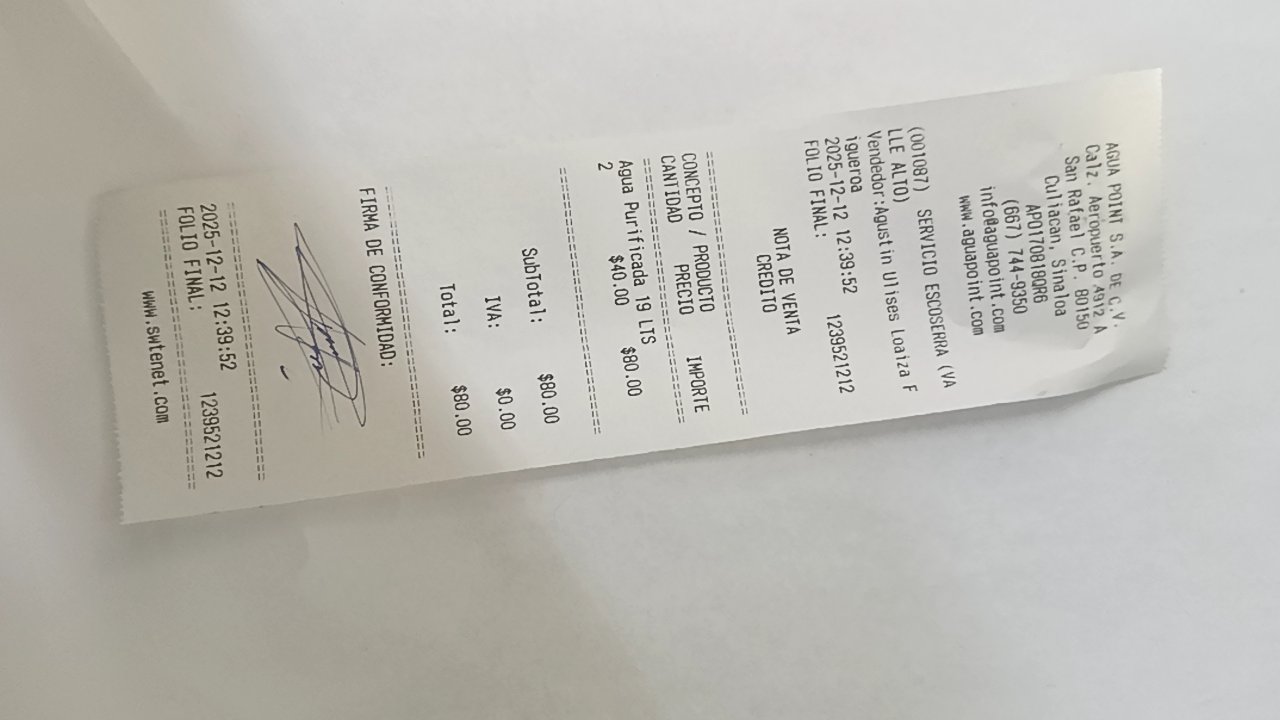 AGUA POINT S.A. DE C.V.
Calz. Aeropuerto 4912 A
San Rafael C.P. 80150
Culiacan, Sinaloa
APO170818QR6
(667) 744-9350
info@aguapoint.com
www.aguapoint.com
(001087) SERVICIO ESCOSERRA (VA
LLE ALTO)
Vendedor:Agustin Ulises Loaiza F
igueroa
2025-12-12 12:39:52
FOLIO FINAL: 1239521212
NOTA DE VENTA
CREDITO
================================
CONCEPTO / PRODUCTO
CANTIDAD PRECIO IMPORTE
================================
Agua Purificada 19 LTS
2 $40.00 $80.00
================================
SubTotal: $80.00
IVA: $0.00
Total: $80.00
================================
FIRMA DE CONFORMIDAD:
================================
2025-12-12 12:39:52
FOLIO FINAL: 1239521212
================================
www.swtenet.com